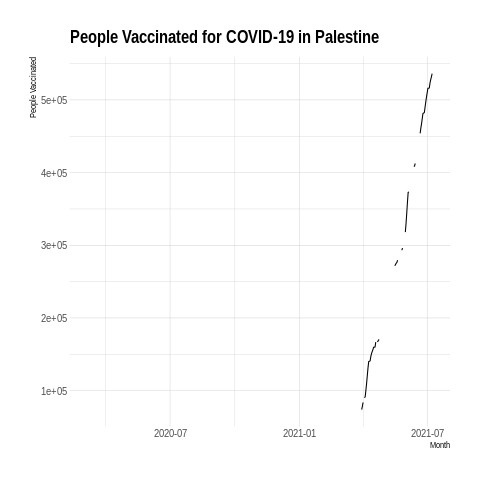 People Vaccinated for COVID-19 in Palestine
People Vaccinated
5e+05
4e+05
3e+05
2e+05
1e+05
2020-07 2021-01 2021-07
Month